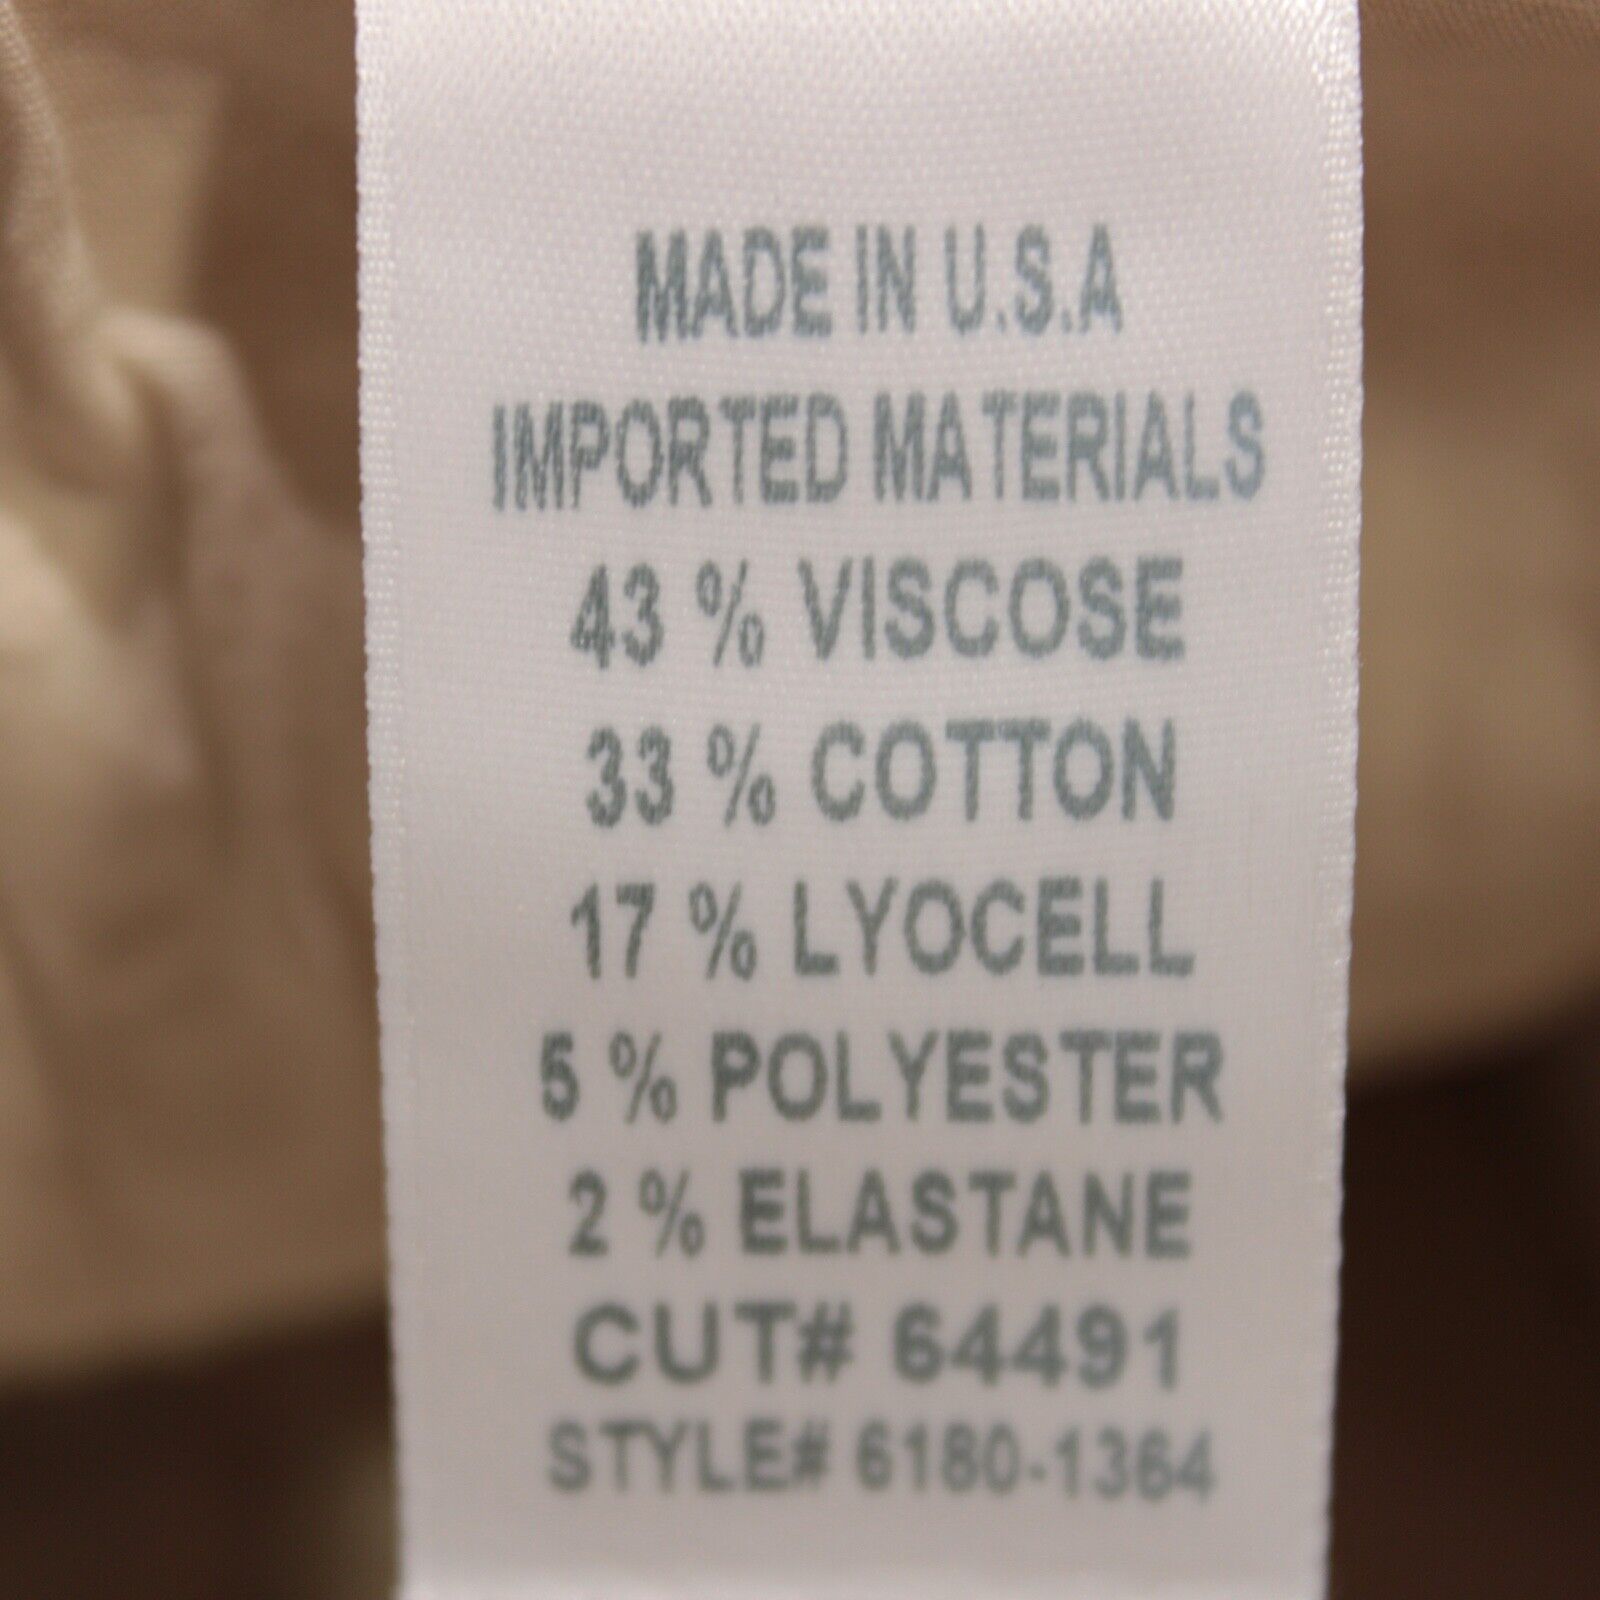 MADE IN U.S.A
IMPORTED MATERIALS
43 % VISCOSE
33 % COTTON
17 % LYOCELL
5 % POLYESTER
2 % ELASTANE
CUT# 64491
STYLE# 6180-1364